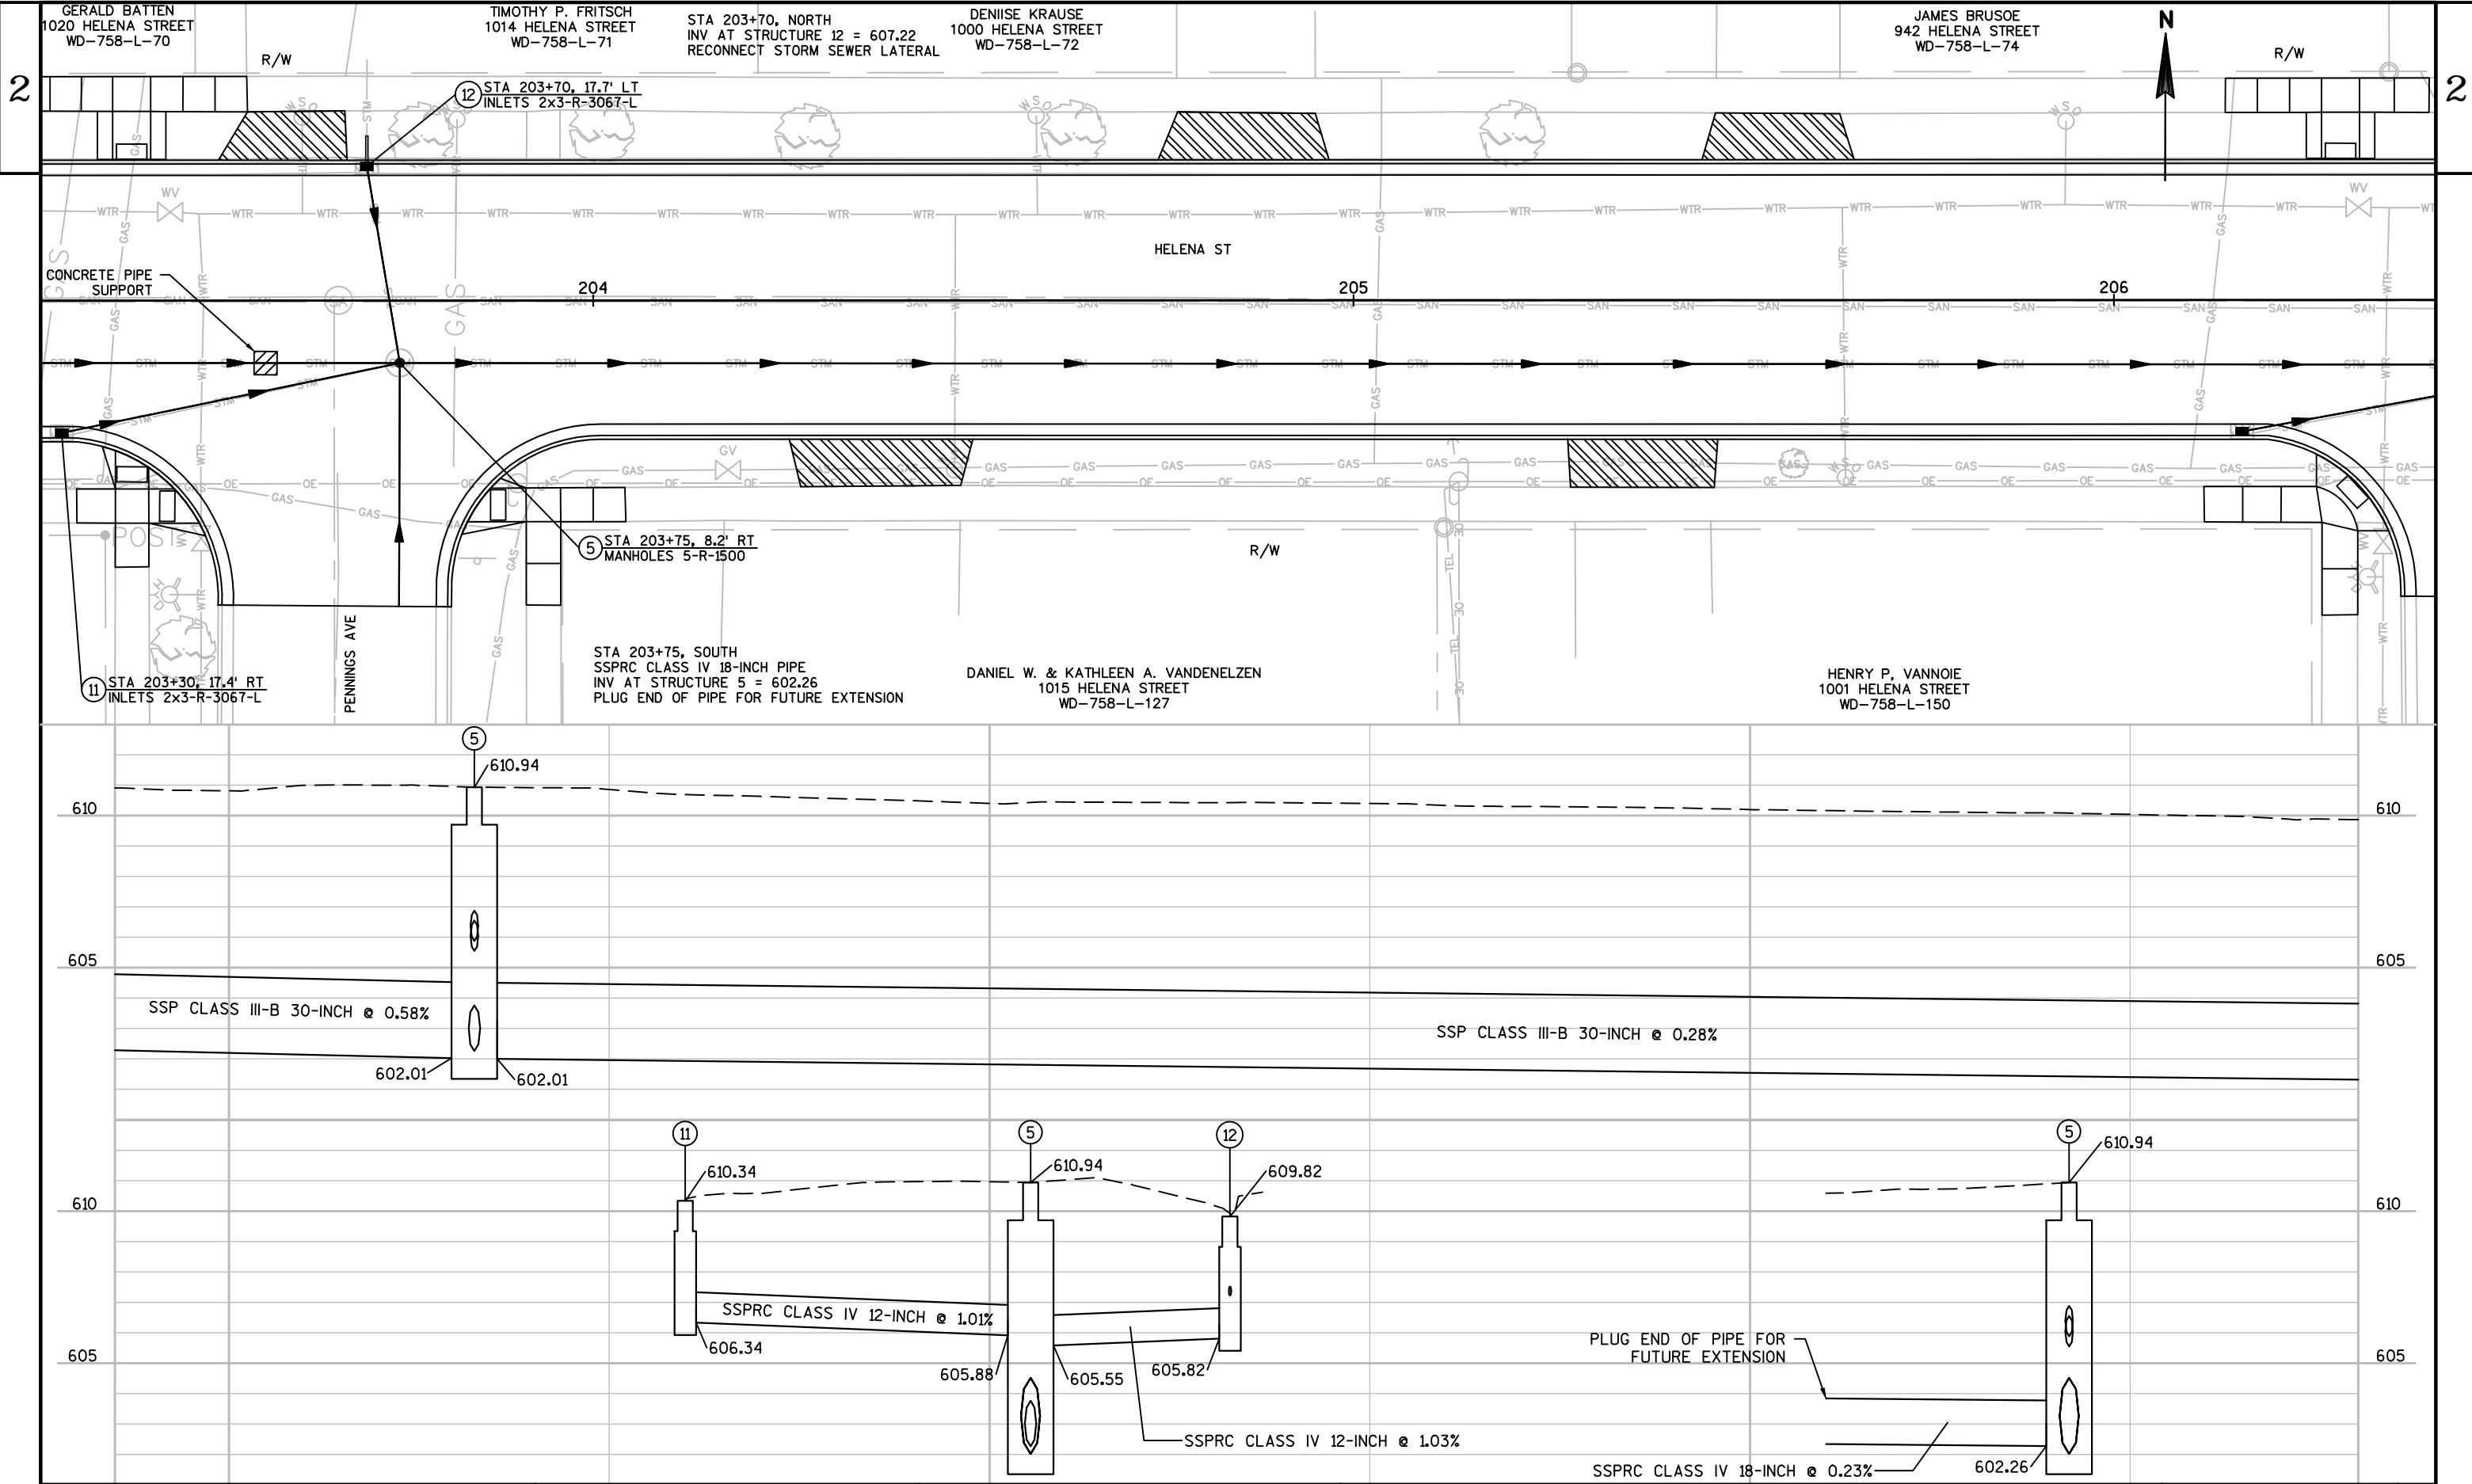 GERALD BATTEN
1020 HELENA STREET
WD-758-L-70
R/W
TIMOTHY P. FRITSCH
1014 HELENA STREET
WD-758-L-71
STA 203+70, NORTH
INV AT STRUCTURE 12 = 607.22
RECONNECT STORM SEWER LATERAL
DENIISE KRAUSE
1000 HELENA STREET
WD-758-L-72
JAMES BRUSOE
942 HELENA STREET
WD-758-L-74
N
R/W
2
2
12 STA 203+70, 17.7' LT
INLETS 2x3-R-3067-L
WV
WV
HELENA ST
CONCRETE PIPE
SUPPORT
204
205
206
GV
POST
5 STA 203+75, 8.2' RT
MANHOLES 5-R-1500
R/W
PENNINGS AVE
11 STA 203+30, 17.4' RT
INLETS 2x3-R-3067-L
STA 203+75, SOUTH
SSPRC CLASS IV 18-INCH PIPE
INV AT STRUCTURE 5 = 602.26
PLUG END OF PIPE FOR FUTURE EXTENSION
DANIEL W. & KATHLEEN A. VANDENELZEN
1015 HELENA STREET
WD-758-L-127
HENRY P, VANNOIE
1001 HELENA STREET
WD-758-L-150
5
610.94
610
610
605
605
SSP CLASS III-B 30-INCH @ 0.58%
SSP CLASS III-B 30-INCH @ 0.28%
602.01
602.01
11
5
12
5
610.34
610.94
609.82
610.94
610
610
SSPRC CLASS IV 12-INCH @ 1.01%
606.34
605.88
605.55
605.82
PLUG END OF PIPE FOR
FUTURE EXTENSION
605
605
SSPRC CLASS IV 12-INCH @ 1.03%
SSPRC CLASS IV 18-INCH @ 0.23%
602.26